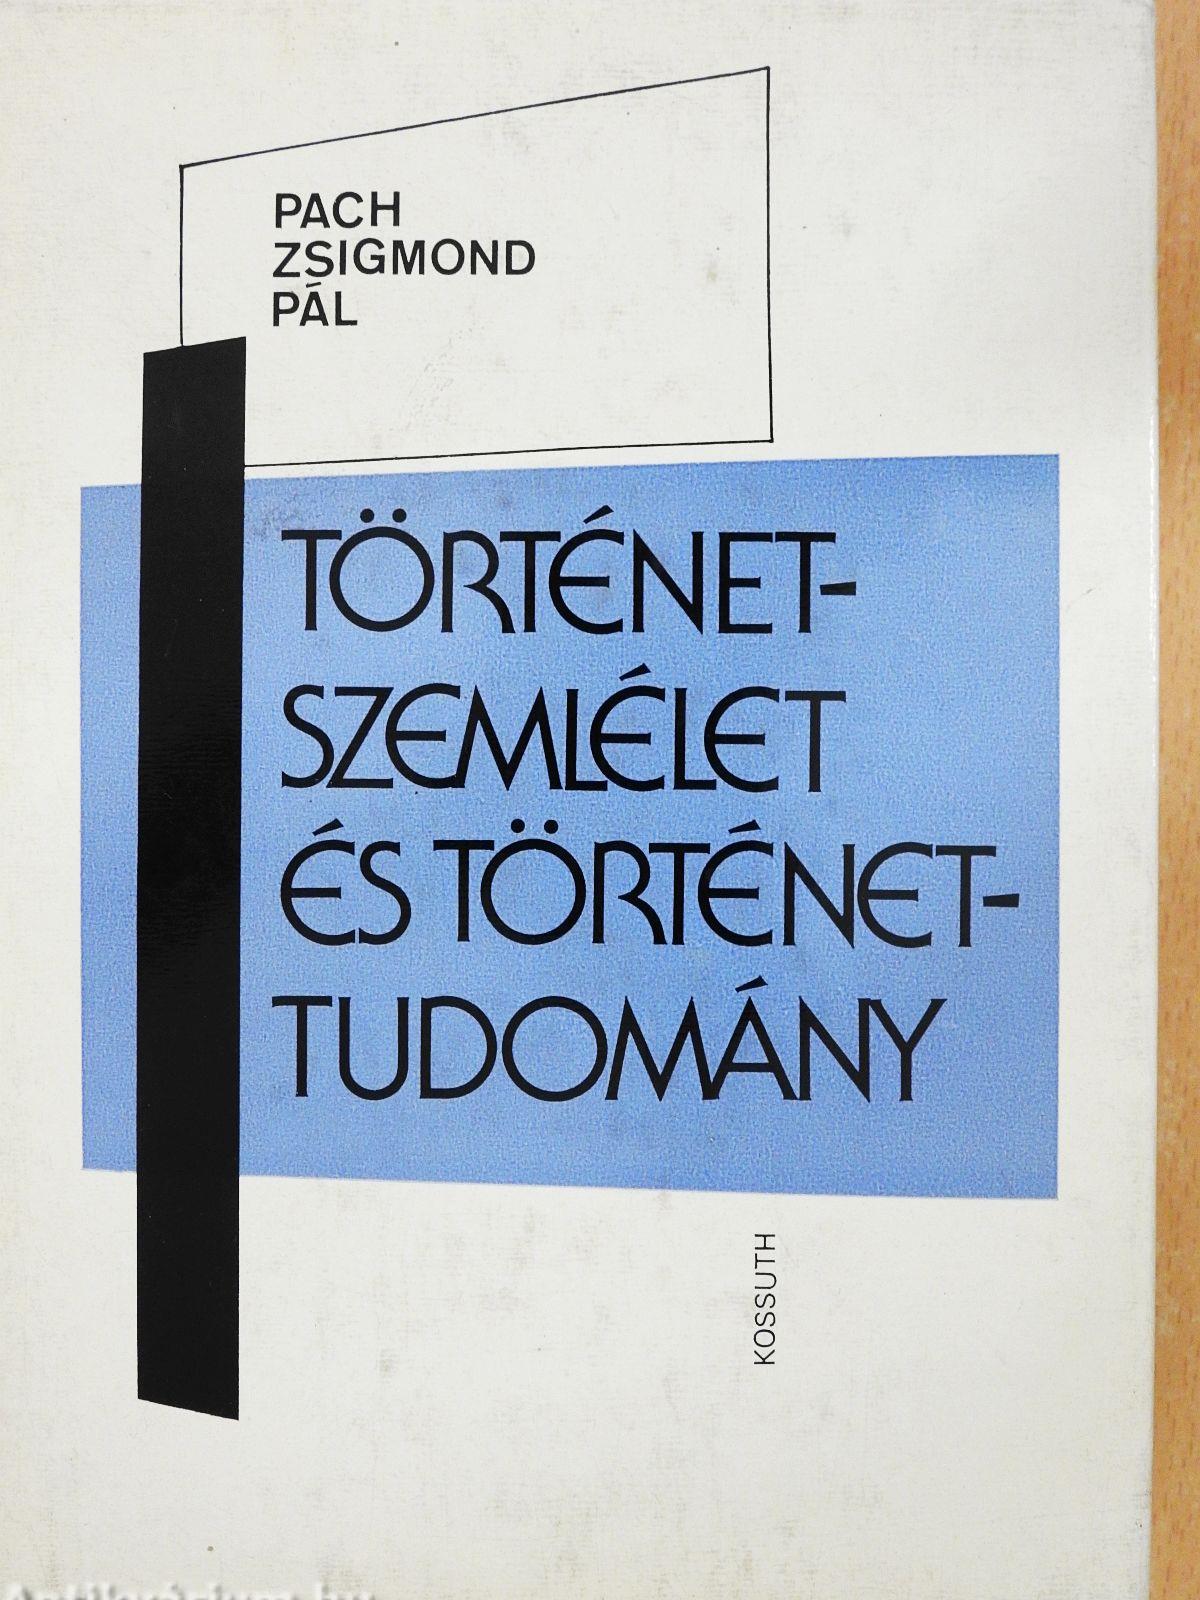 PACH
ZSIGMOND
PÁL
TÖRTÉNET-
SZEMLÉLET
ÉS TÖRTÉNET-
TUDOMÁNY
KOSSUTH